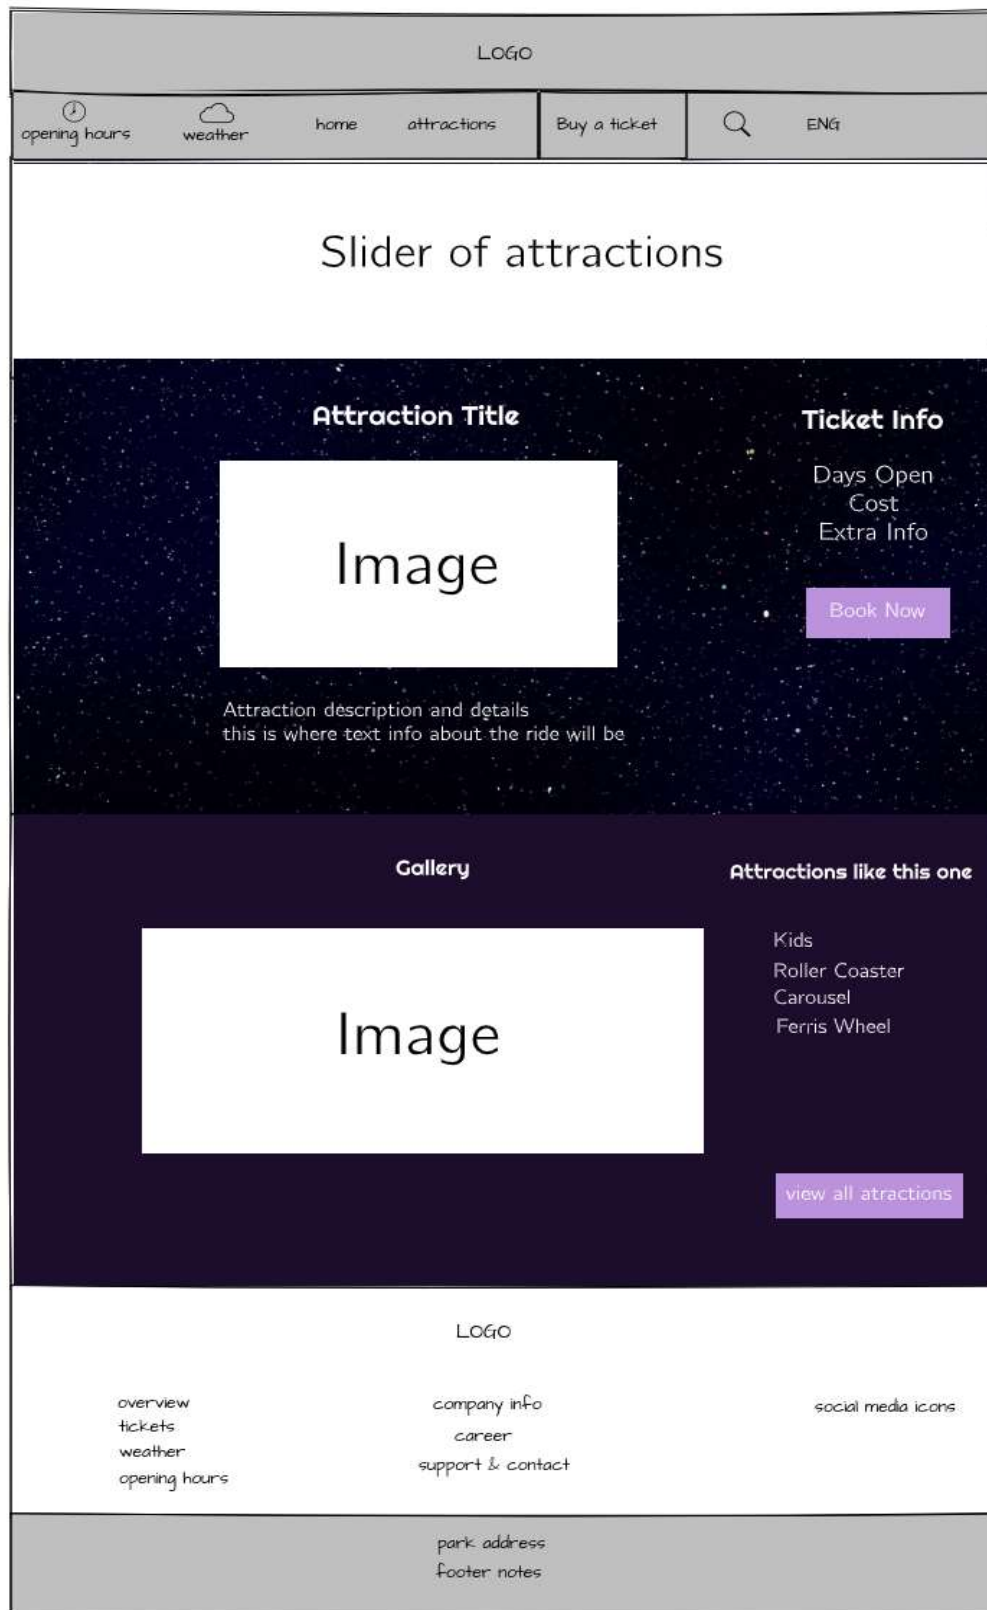 LOGO
opening hours
weather
home
attractions
Buy a ticket
ENG
Slider of attractions
Attraction Title
Image
Attraction description and details
this is where text info about the ride will be
Ticket Info
Days Open
Cost
Extra Info
Book Now
Gallery
Image
Attractions like this one
Kids
Roller Coaster
Carousel
Ferris Wheel
view all atractions
LOGO
overview
tickets
weather
opening hours
company info
career
support & contact
social media icons
park address
footer notes